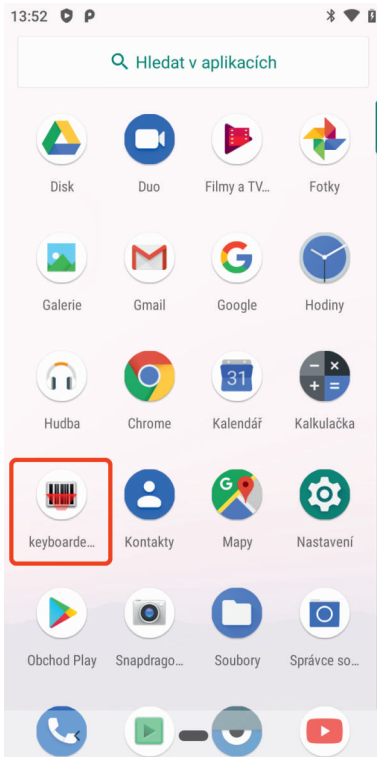 13:52
Hledat v aplikacích
Disk Duo Filmy a TV... Fotky
Galerie Gmail Google Hodiny
31
Hudba Chrome Kalendář Kalkulačka
G
keyboarde... Kontakty Mapy Nastavení
Obchod Play Snapdrago... Soubory Správce so...